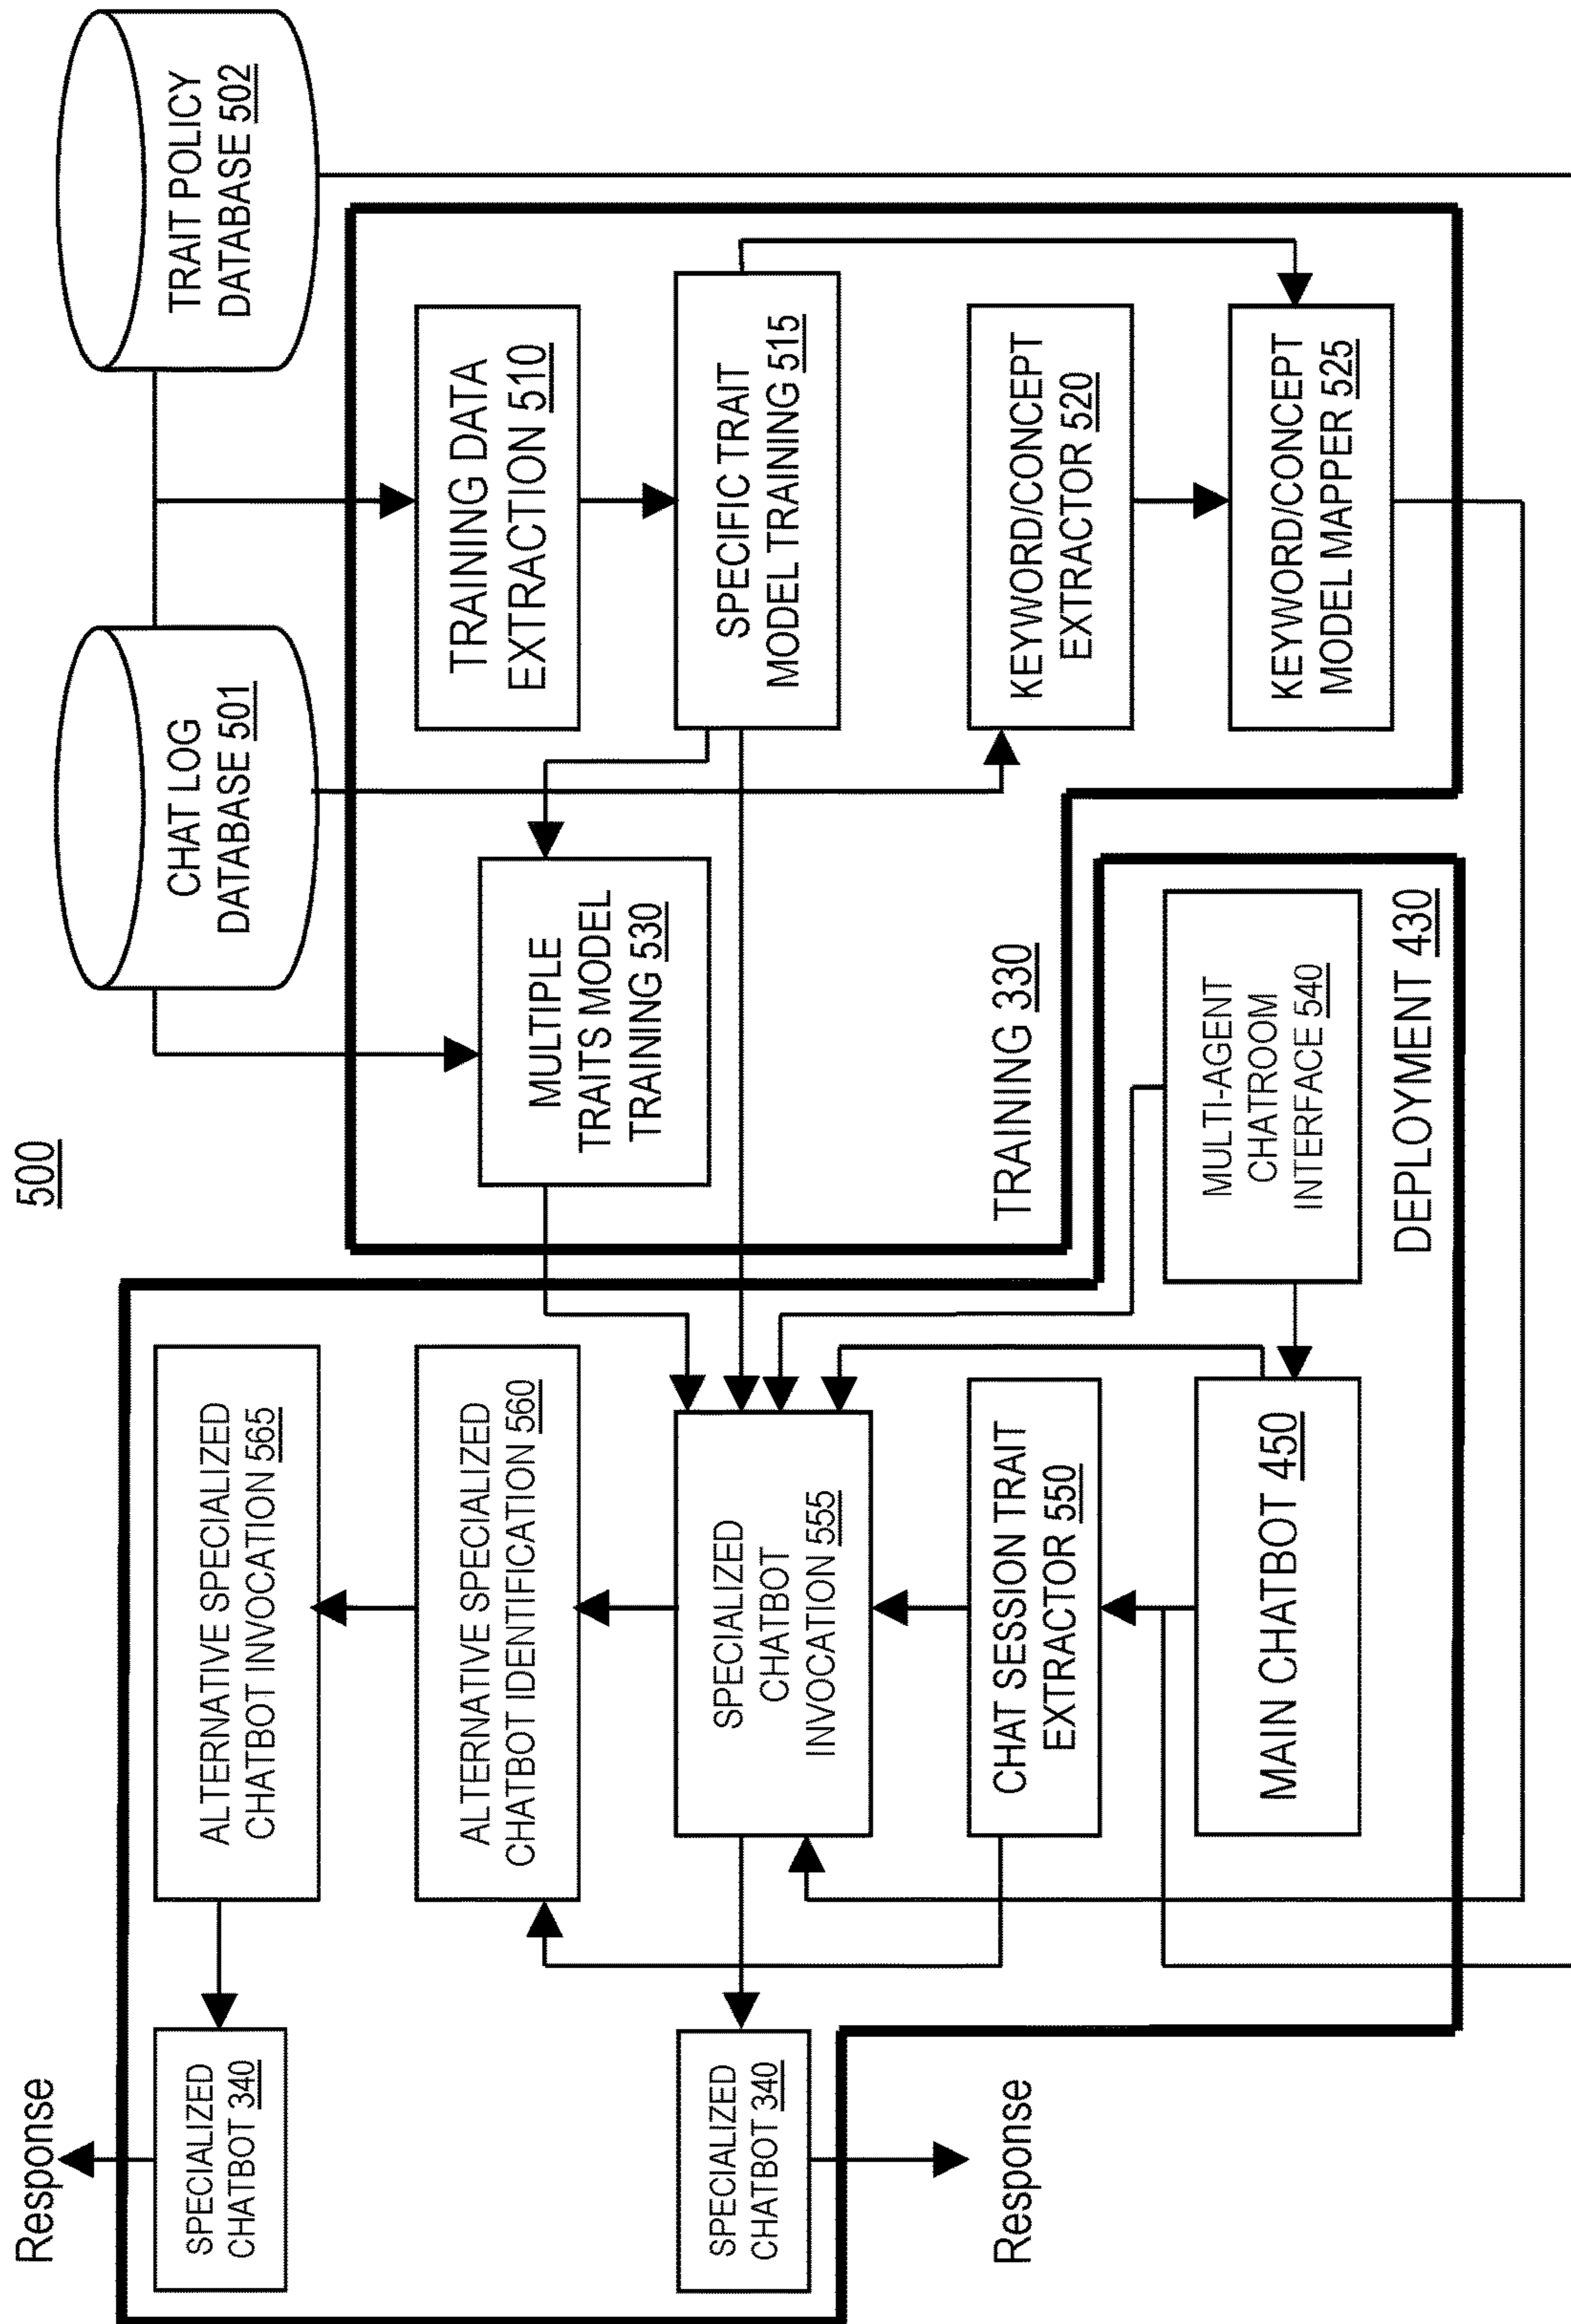 500
TRAIT POLICY
DATABASE 502
CHAT LOG
DATABASE 501
TRAINING DATA
EXTRACTION 510
SPECIFIC TRAIT
MODEL TRAINING 515
KEYWORD/CONCEPT
EXTRACTOR 520
KEYWORD/CONCEPT
MODEL MAPPER 525
MULTIPLE
TRAITS MODEL
TRAINING 530
TRAINING 330
MULTI-AGENT
CHATROOM
INTERFACE 540
DEPLOYMENT 430
ALTERNATIVE SPECIALIZED
CHATBOT INVOCATION 565
ALTERNATIVE SPECIALIZED
CHATBOT IDENTIFICATION 560
SPECIALIZED
CHATBOT
INVOCATION 555
CHAT SESSION TRAIT
EXTRACTOR 550
MAIN CHATBOT 450
Response
SPECIALIZED
CHATBOT 340
SPECIALIZED
CHATBOT 340
Response